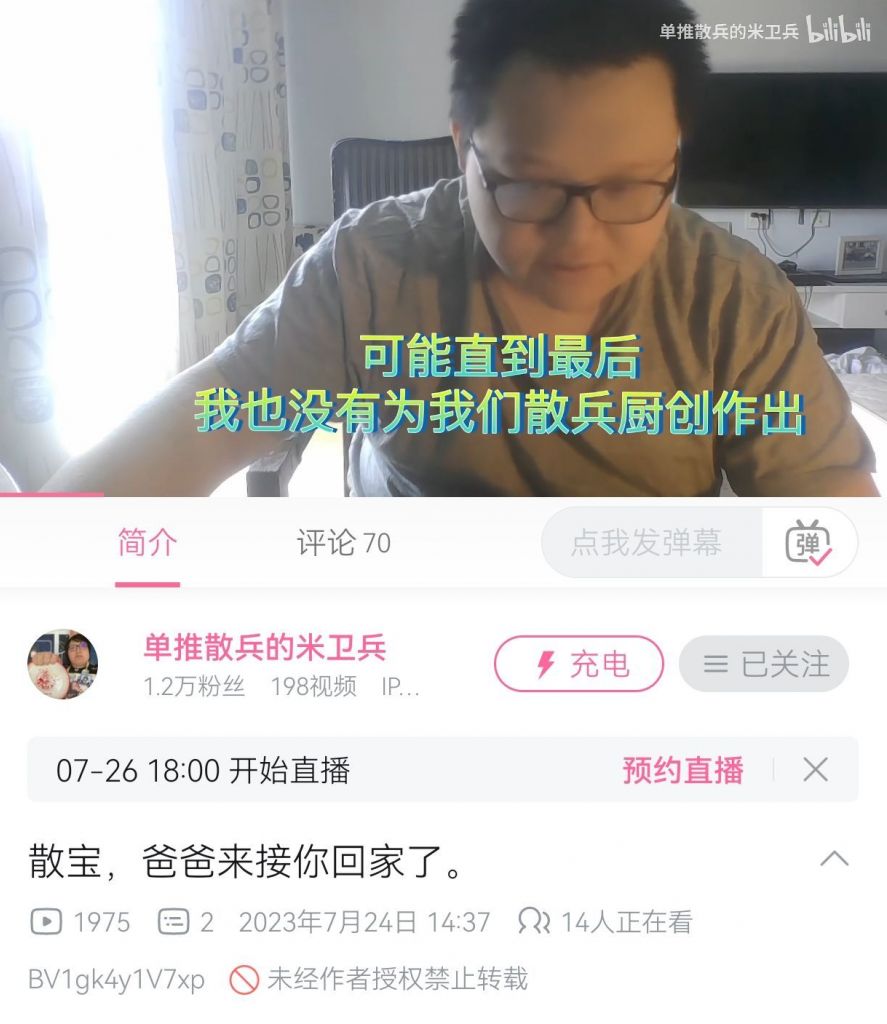 单推散兵的米卫兵 bilibili
可能直到最后
我也没有为我们散兵厨创作出
简介 评论 70 点我发弹幕 弹
单推散兵的米卫兵 充电 已关注
1.2万粉丝 198视频 IP...
07-26 18:00 开始直播 预约直播
散宝，爸爸来接你回家了。
1975 2 2023年7月24日 14:37 14人正在看
BV1gk4y1V7xp 未经作者授权禁止转载